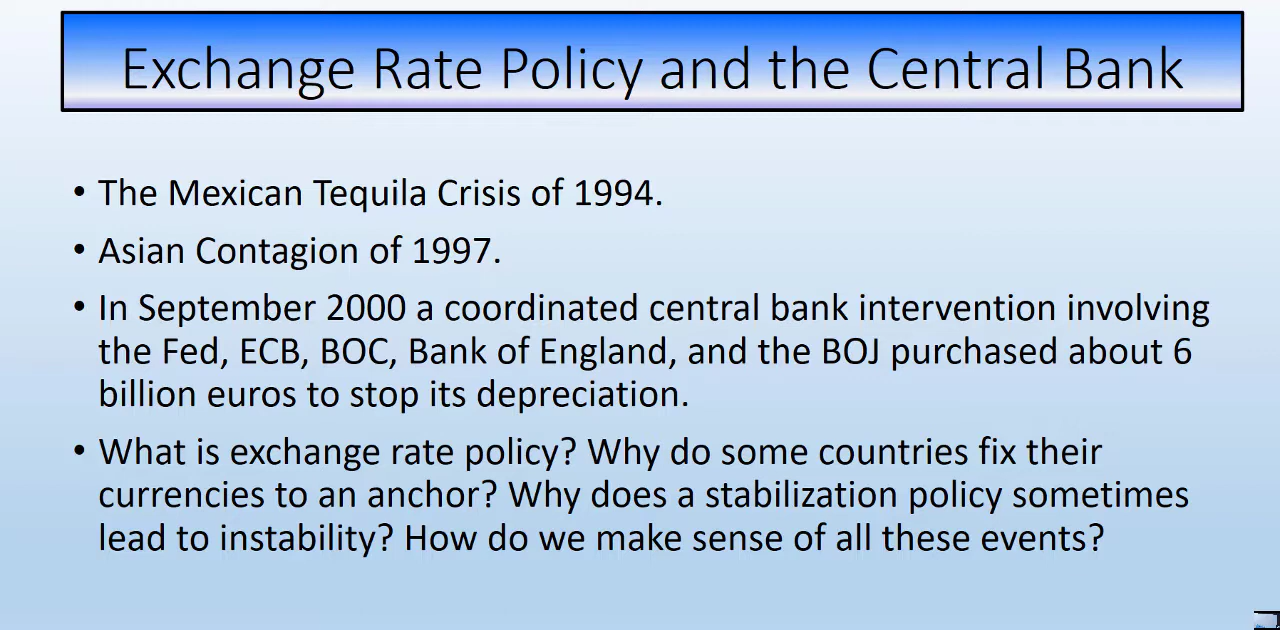 Exchange Rate Policy and the Central Bank
• The Mexican Tequila Crisis of 1994.
• Asian Contagion of 1997.
• In September 2000 a coordinated central bank intervention involving
the Fed, ECB, BOC, Bank of England, and the BOJ purchased about 6
billion euros to stop its depreciation.
• What is exchange rate policy? Why do some countries fix their
currencies to an anchor? Why does a stabilization policy sometimes
lead to instability? How do we make sense of all these events?